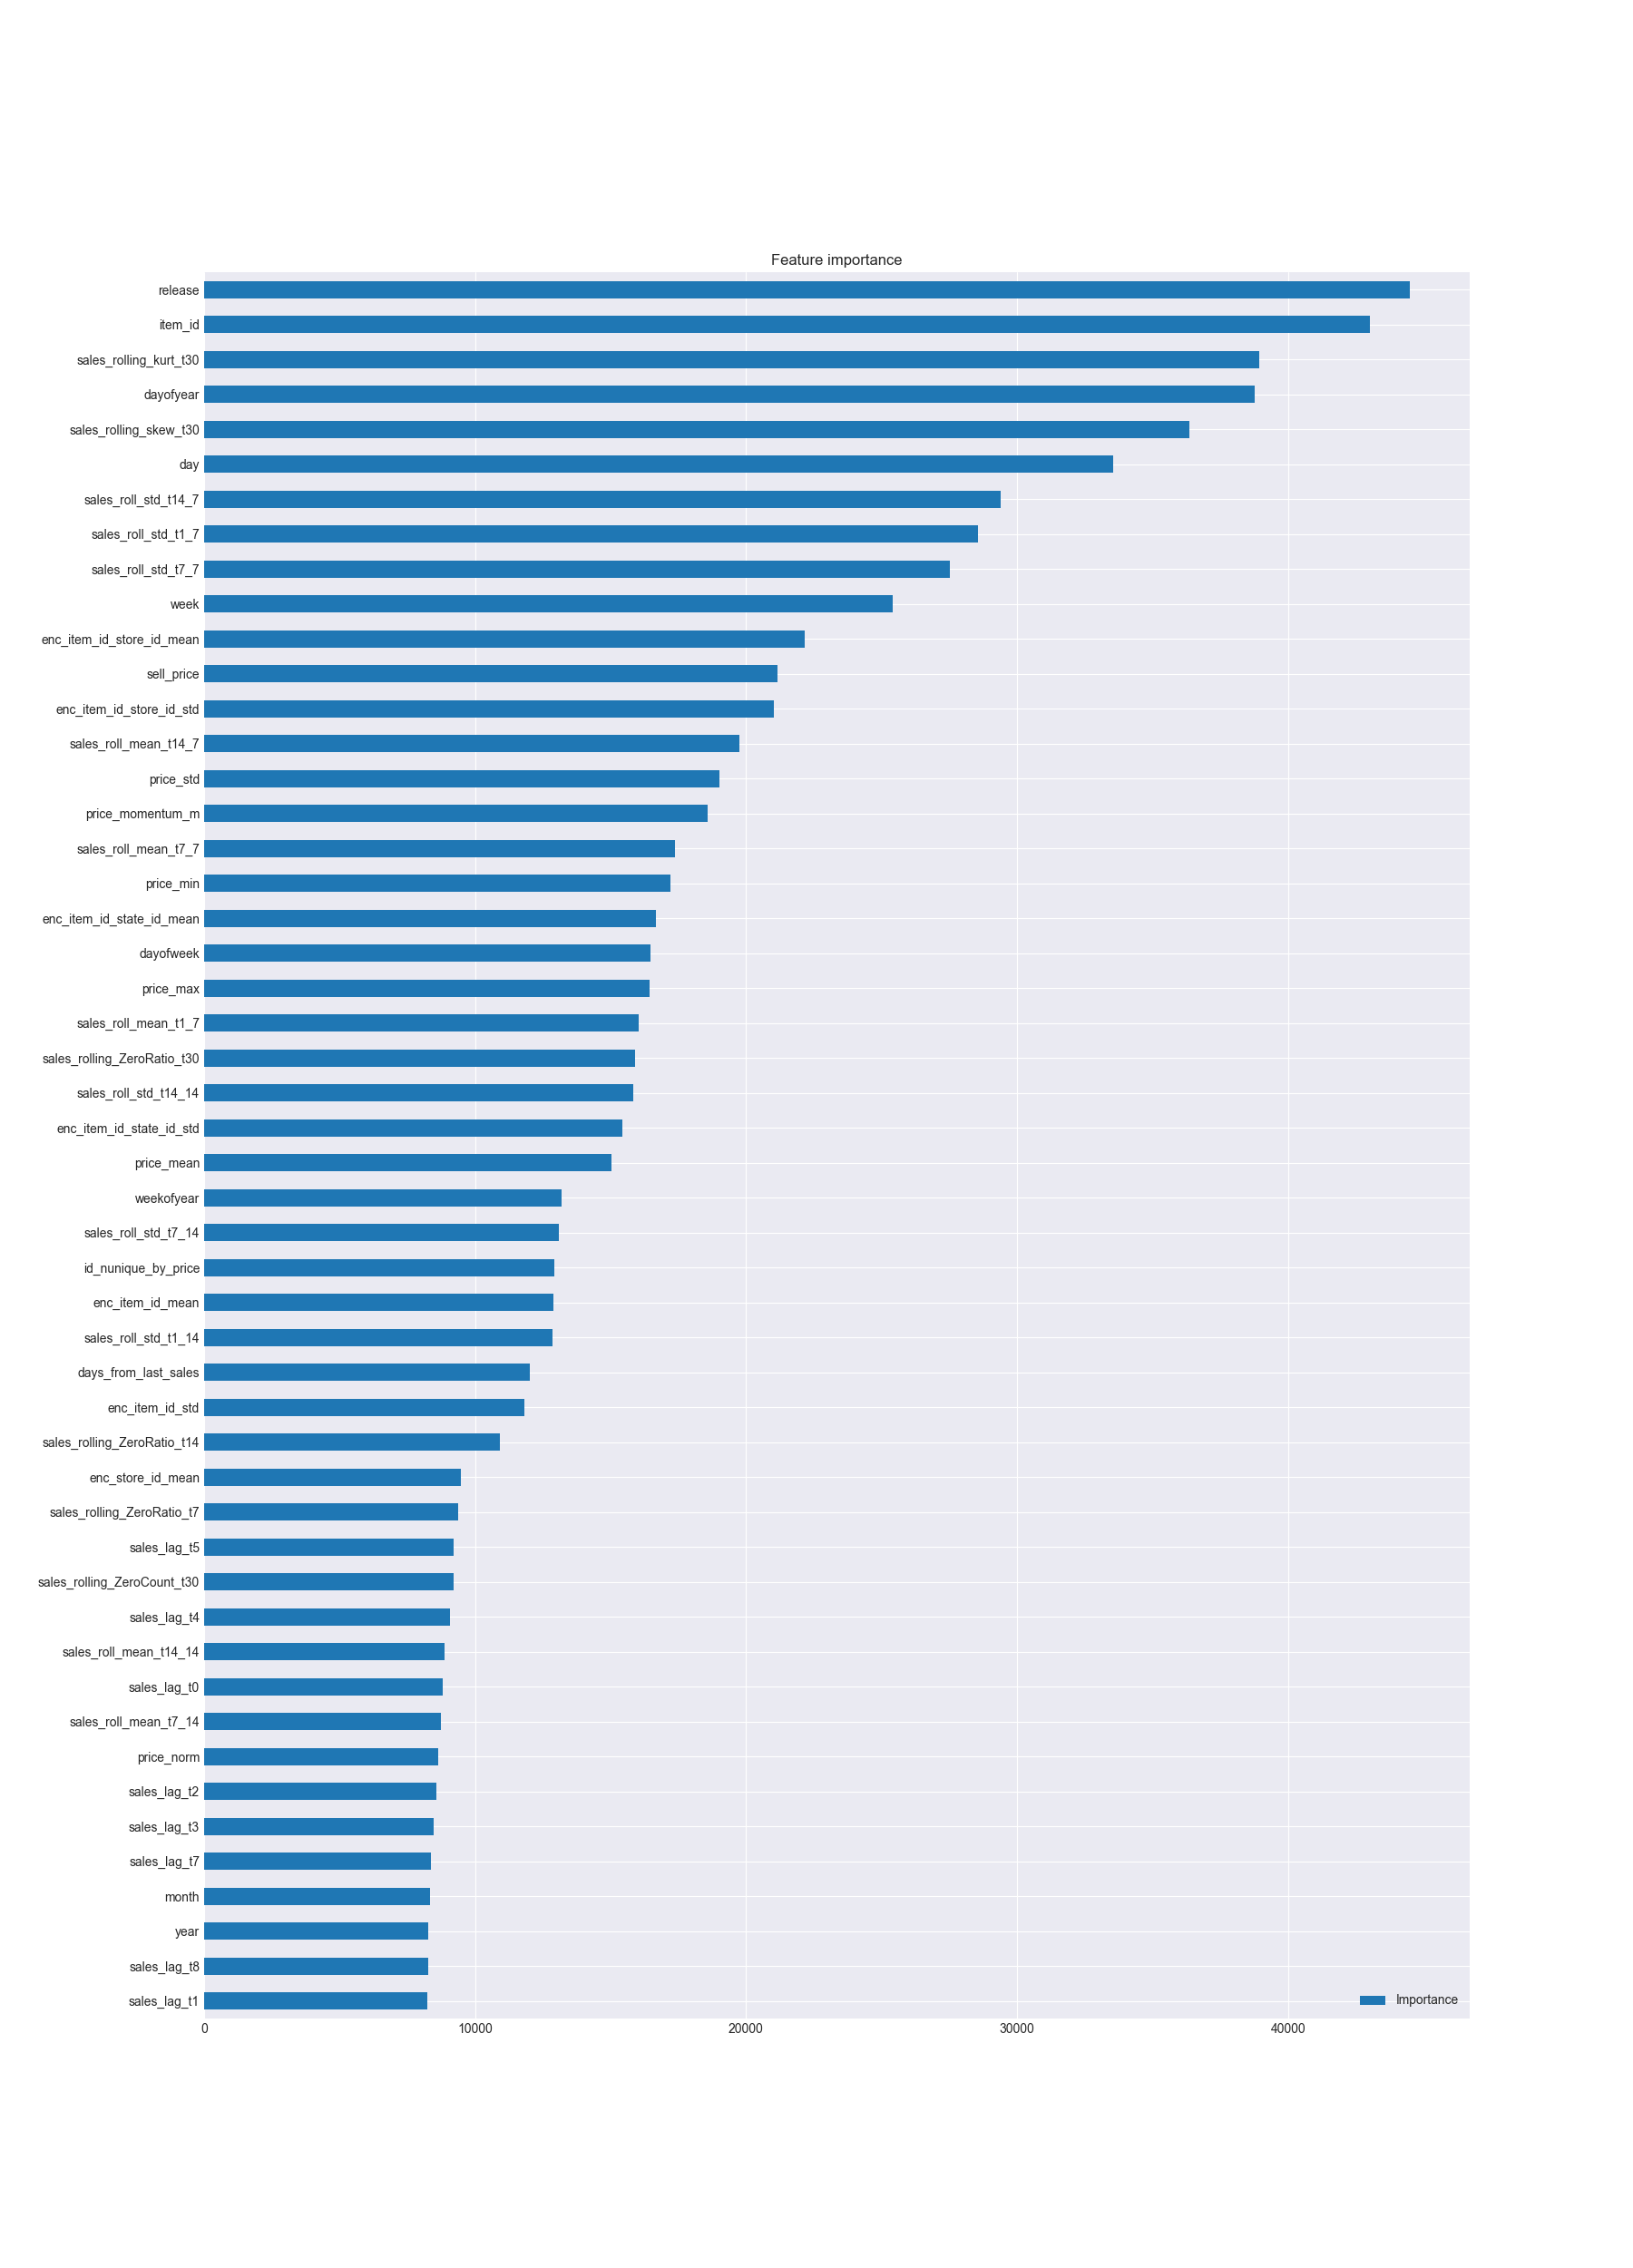 Feature importance
release
item_id
sales_rolling_kurt_t30
dayofyear
sales_rolling_skew_t30
day
sales_roll_std_t14_7
sales_roll_std_t1_7
sales_roll_std_t7_7
week
enc_item_id_store_id_mean
sell_price
enc_item_id_store_id_std
sales_roll_mean_t14_7
price_std
price_momentum_m
sales_roll_mean_t7_7
price_min
enc_item_id_state_id_mean
dayofweek
price_max
sales_roll_mean_t1_7
sales_rolling_ZeroRatio_t30
sales_roll_std_t14_14
enc_item_id_state_id_std
price_mean
weekofyear
sales_roll_std_t7_14
id_nunique_by_price
enc_item_id_mean
sales_roll_std_t1_14
days_from_last_sales
enc_item_id_std
sales_rolling_ZeroRatio_t14
enc_store_id_mean
sales_rolling_ZeroRatio_t7
sales_lag_t5
sales_rolling_ZeroCount_t30
sales_lag_t4
sales_roll_mean_t14_14
sales_lag_t0
sales_roll_mean_t7_14
price_norm
sales_lag_t2
sales_lag_t3
sales_lag_t7
month
year
sales_lag_t8
sales_lag_t1
Importance
0 10000 20000 30000 40000